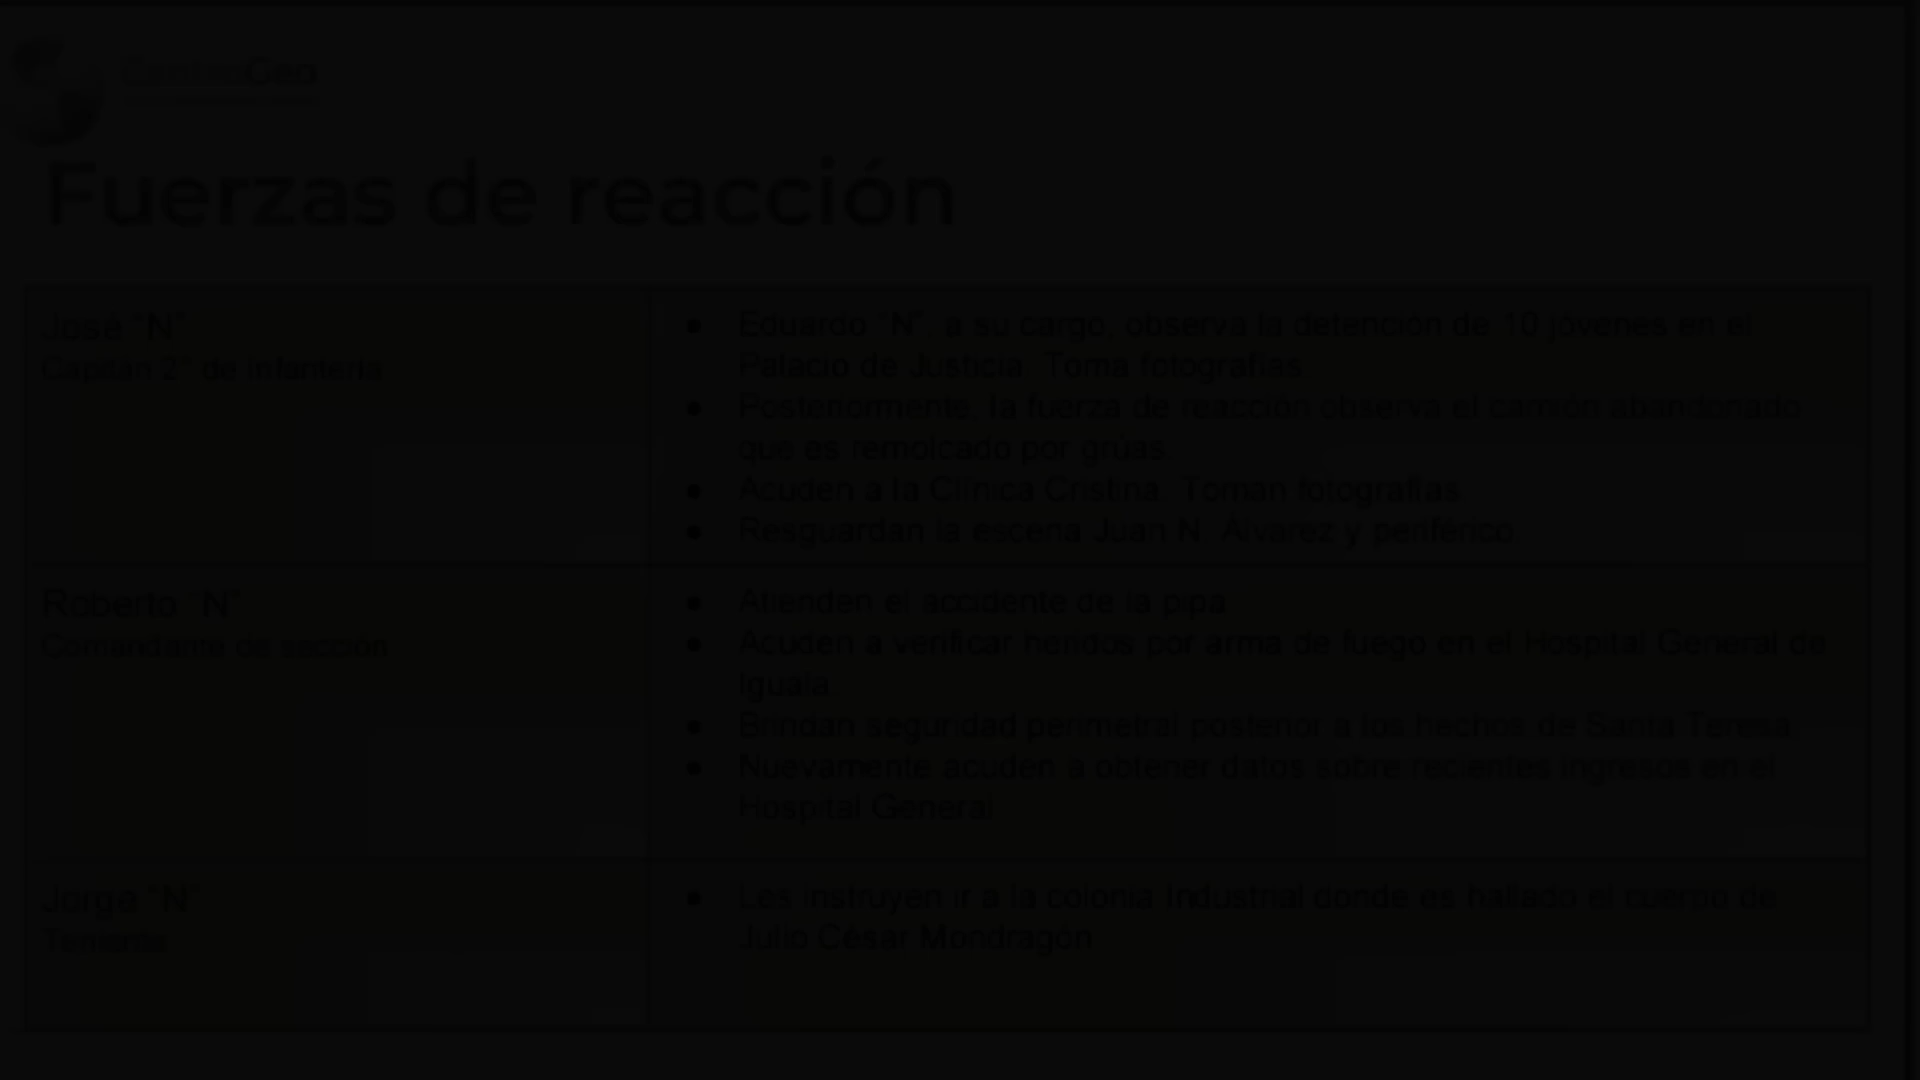 CentroGeo
Fuerzas de reacción
José "N"
Capitán 2° de Infantería
Eduardo "N", a su cargo, observa la detención de 10 jóvenes en el
Palacio de Justicia. Toma fotografías
Posteriormente, la fuerza de reacción observa el camión abandonado
que es remolcado por grúas.
Acuden a la Clínica Cristina. Toman fotografías
Resguardan la escena Juan N. Álvarez y periférico
Roberto "N"
Comandante de sección
Atienden el accidente de la pipa
Acuden a verificar heridos por arma de fuego en el Hospital General de
Iguala.
Brindan seguridad perimetral posterior a los hechos de Santa Teresa.
Nuevamente acuden a obtener datos sobre recientes ingresos en el
Hospital General
Jorge "N"
Teniente
Les instruyen ir a la colonia Industrial donde es hallado el cuerpo de
Julio César Mondragón